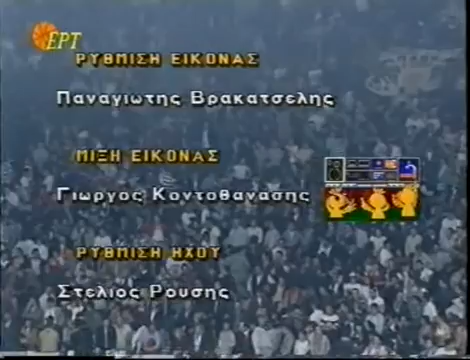 ΕΡΤ
ΡΥΘΜΙΣΗ ΕΙΚΟΝΑΣ
Παναγιωτης Βρακατσελης
ΜΙΞΗ ΕΙΚΟΝΑΣ
Γιωργος Κοντοθανασης
ΡΥΘΜΙΣΗ ΗΧΟΥ
Στελιος Ρουσης